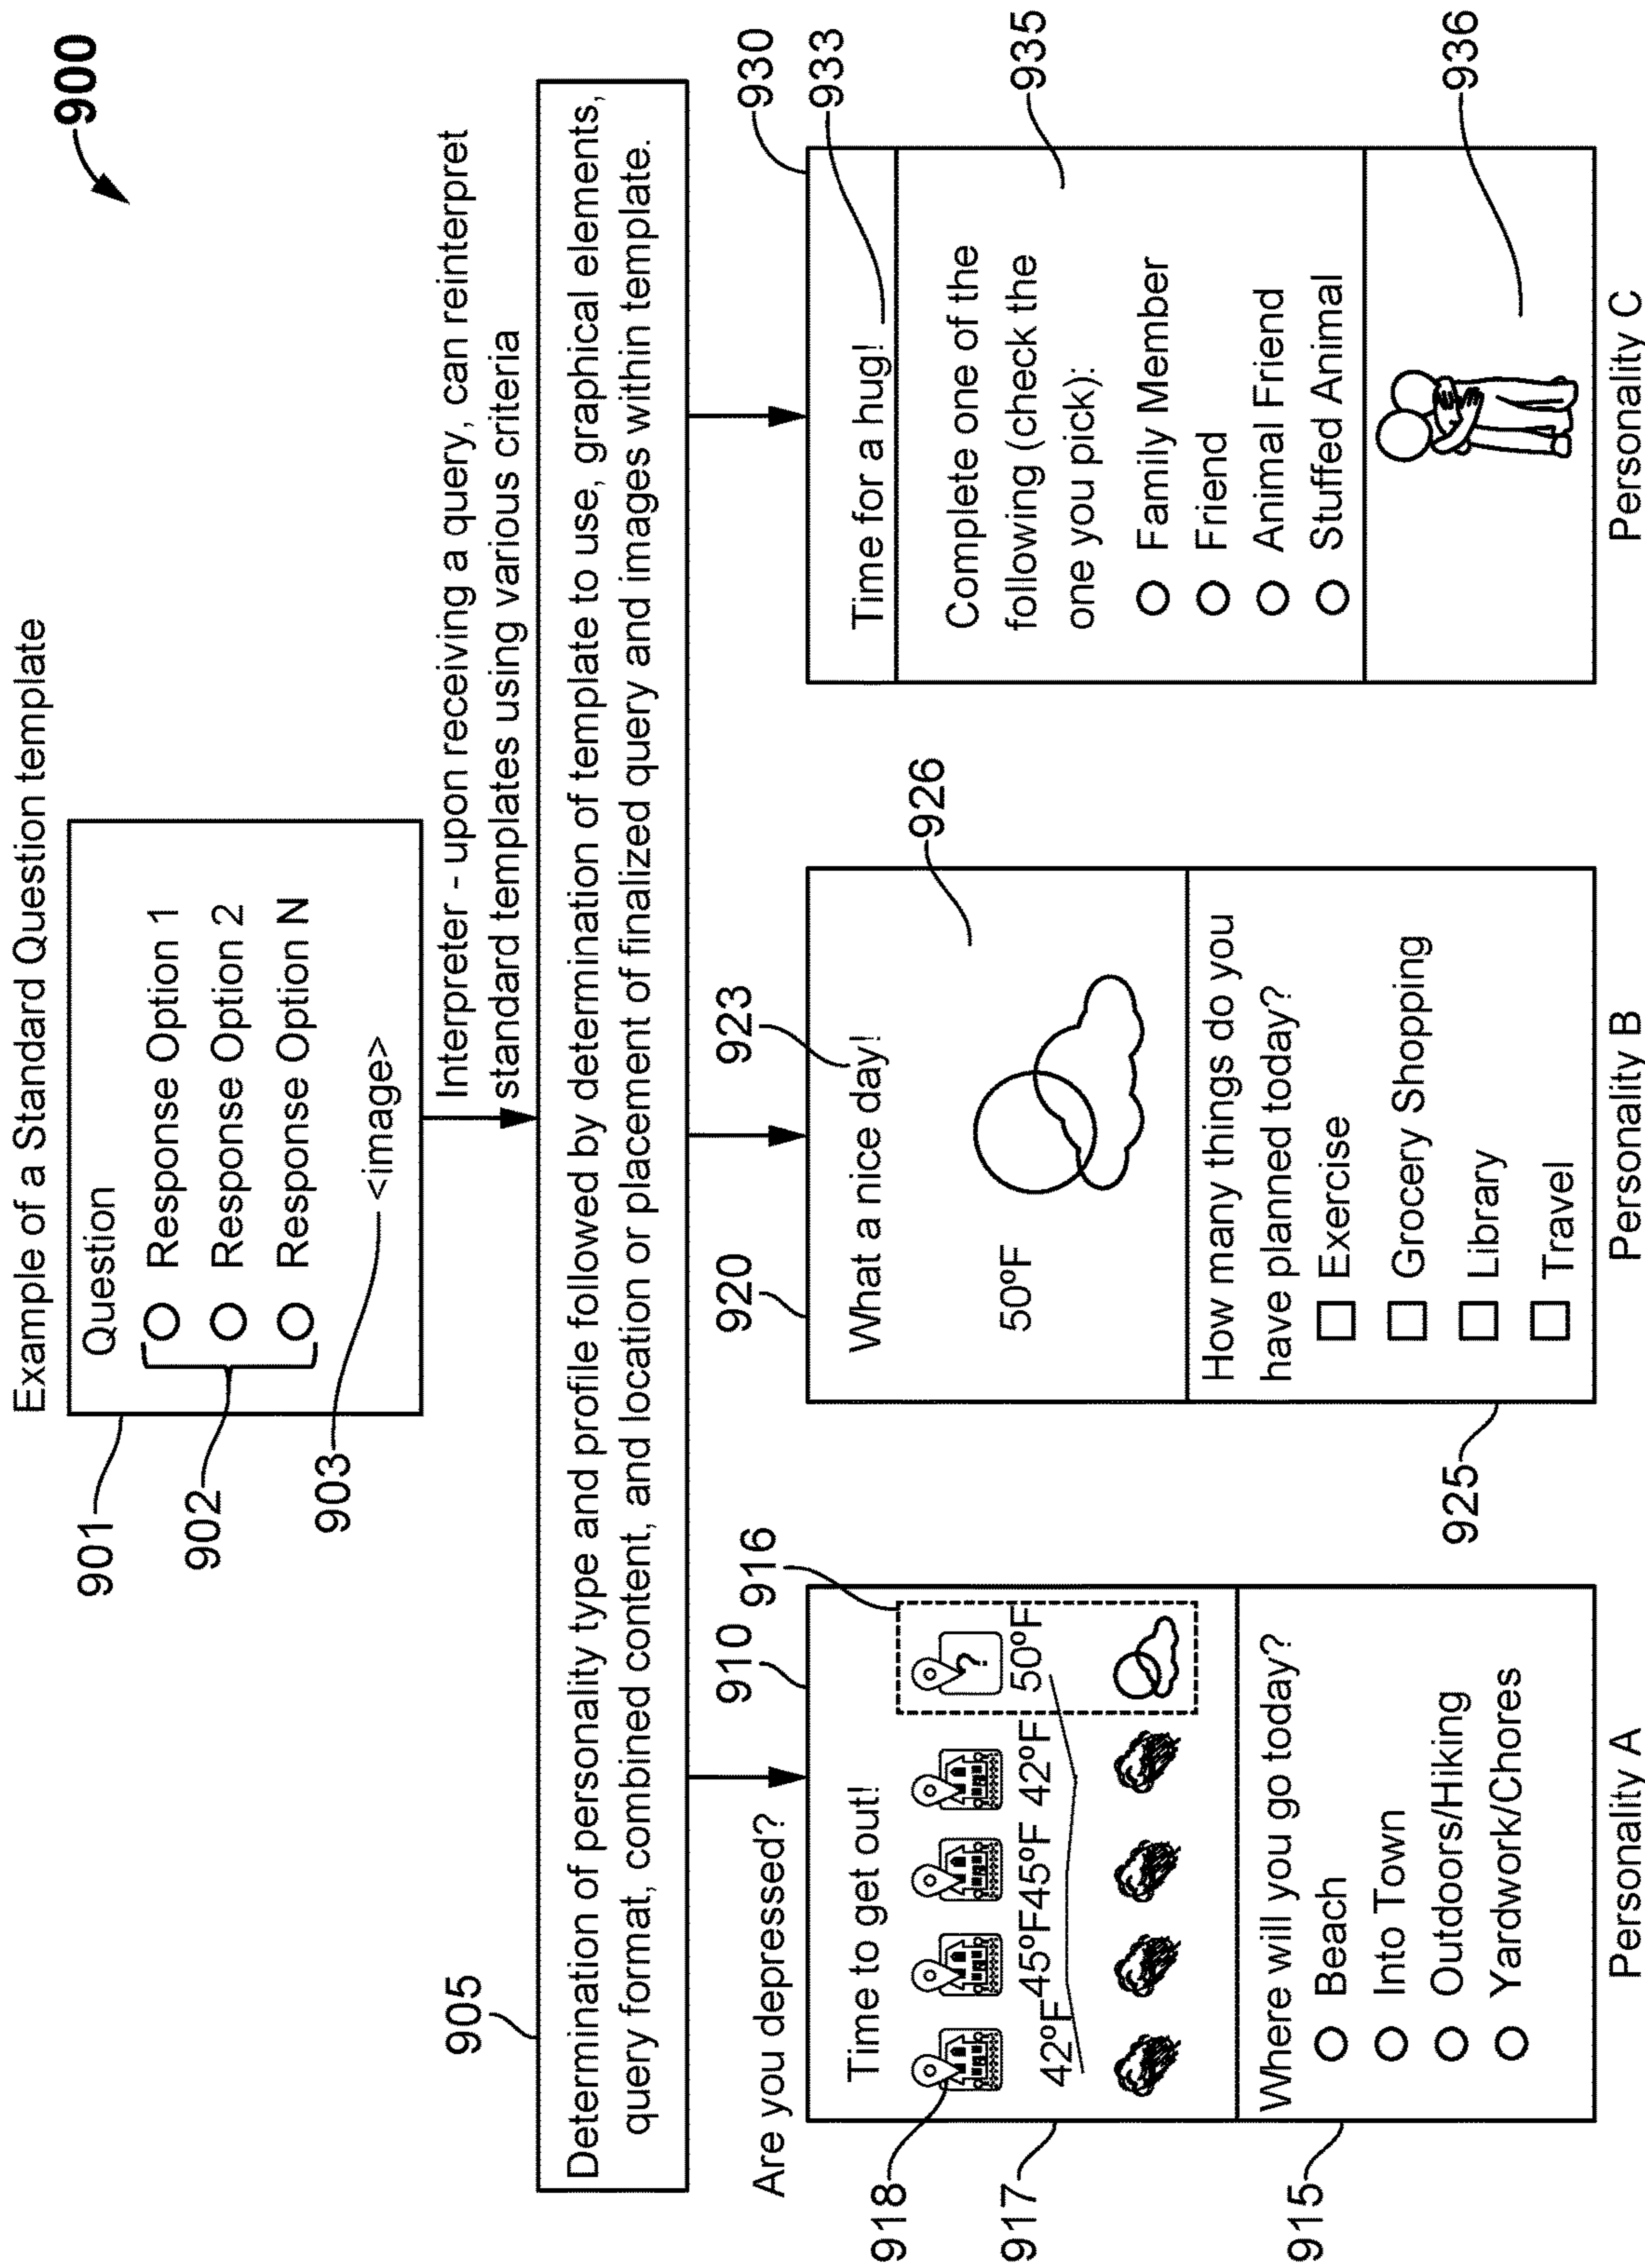 900
Example of a Standard Question template
901
Question
902
Response Option 1
Response Option 2
Response Option N
903
<image>
Interpreter - upon receiving a query, can reinterpret
standard templates using various criteria
905
Determination of personality type and profile followed by determination of template to use, graphical elements,
query format, combined content, and location or placement of finalized query and images within template.
Are you depressed?
910
916
Time to get out!
918
?
42ºF
45ºF
45ºF
42ºF
50ºF
917
915
Where will you go today?
Beach
Into Town
Outdoors/Hiking
Yardwork/Chores
Personality A
920
923
926
What a nice day!
50ºF
925
How many things do you
have planned today?
Exercise
Grocery Shopping
Library
Travel
Personality B
930
933
Time for a hug!
935
Complete one of the
following (check the
one you pick):
Family Member
Friend
Animal Friend
Stuffed Animal
936
Personality C